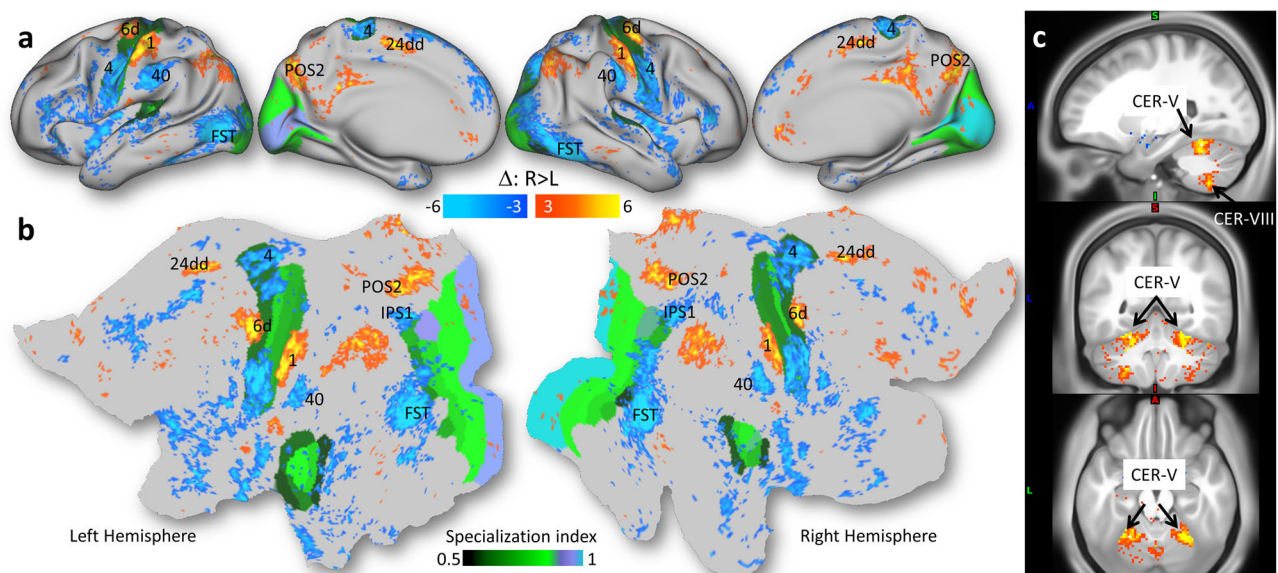 a
6d
1
4
40
FST
POS2
4
24dd
6d
1
40
4
FST
24dd
4
POS2
Δ: R>L
-6
-3
3
6
b
24dd
4
6d
1
40
POS2
IPS1
FST
Left Hemisphere
POS2
IPS1
FST
4
24dd
6d
1
40
Right Hemisphere
Specialization index
0.5
1
c
S
A
CER-V
I
CER-VIII
S
L
CER-V
I
A
L
CER-V